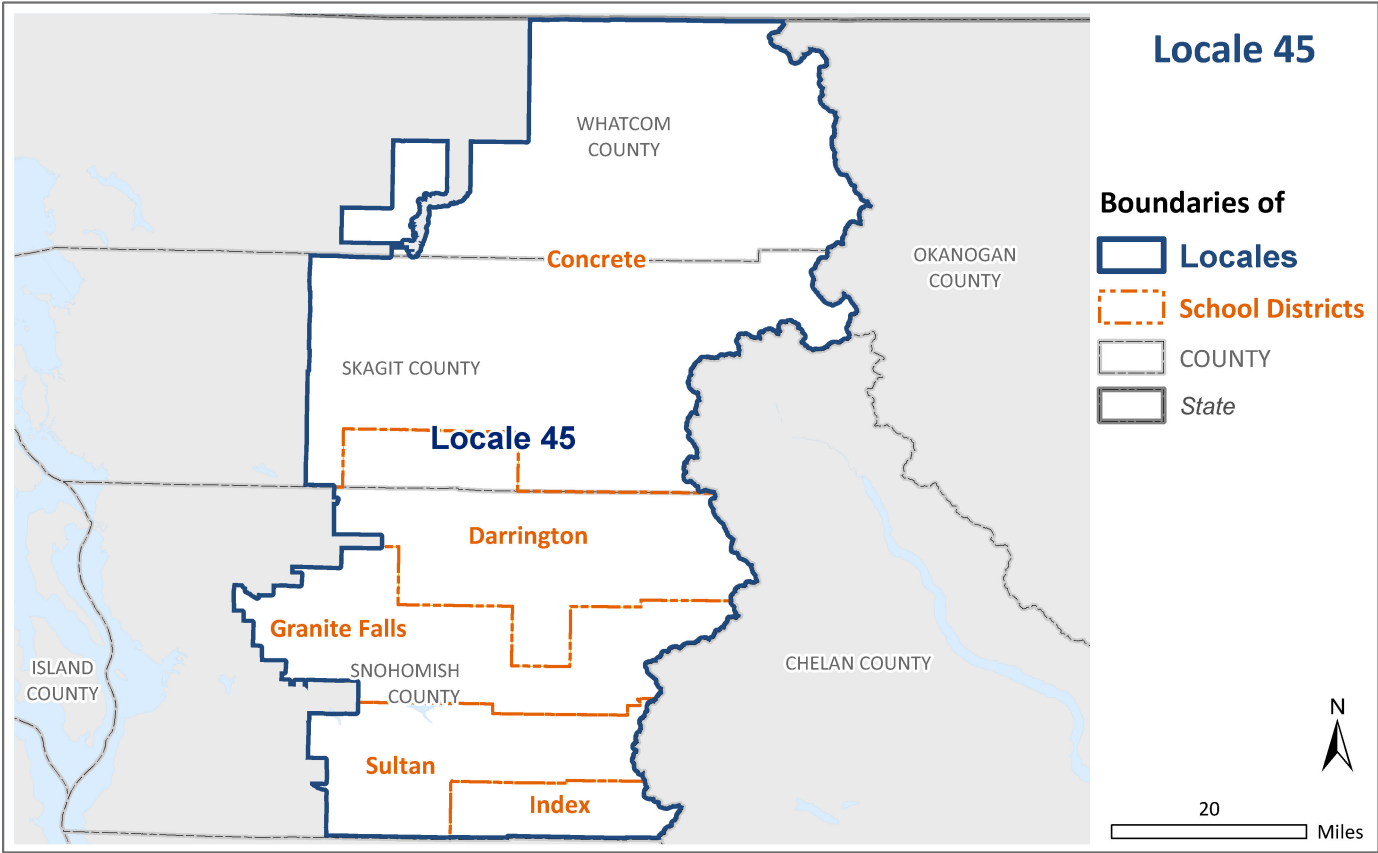 Locale 45
WHATCOM
COUNTY
Boundaries of
Concrete
OKANOGAN
COUNTY
Locales
School Districts
SKAGIT COUNTY
COUNTY
State
Locale 45
Darrington
Granite Falls
ISLAND
COUNTY
SNOHOMISH
COUNTY
CHELAN COUNTY
N
Sultan
Index
20
Miles